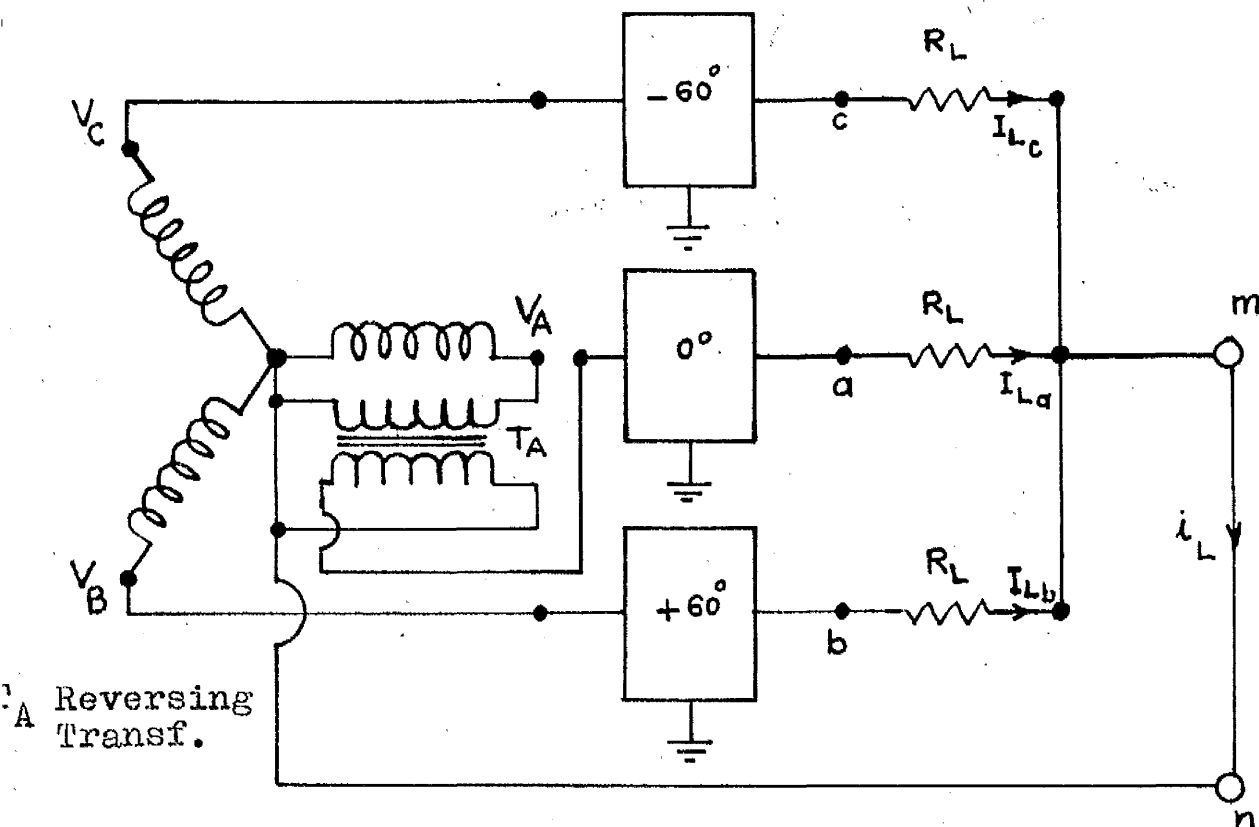 R_L
−60°
V_C
c
I_Lc
V_A
R_L
m
0°
a
I_La
T_A
i_L
R_L
I_Lb
V_B
+60°
b
A Reversing
Transf.
n